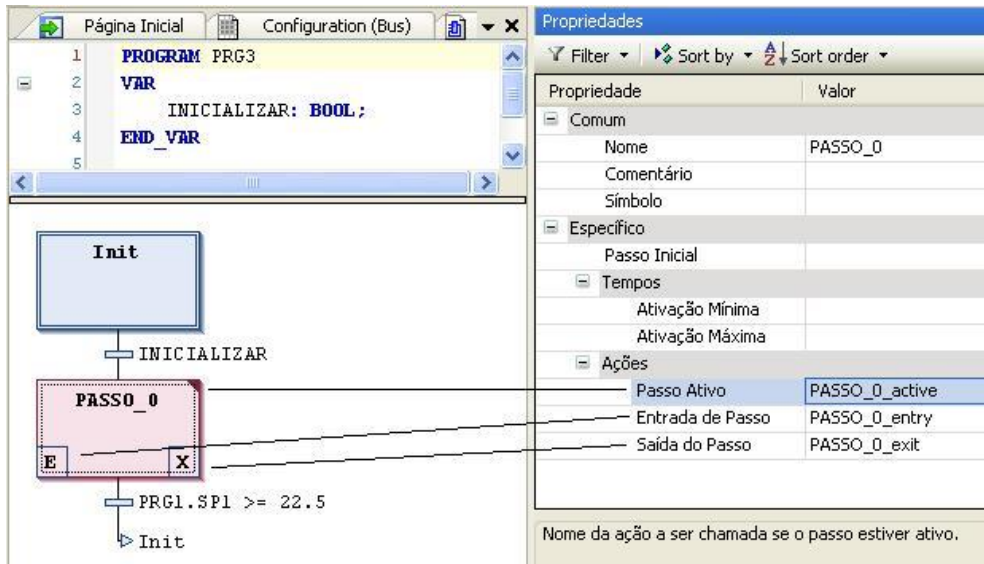 Página Inicial
Configuration (Bus)
1 PROGRAM PRG3
2 VAR
3 INICIALIZAR: BOOL;
4 END_VAR
5
Init
INICIALIZAR
PASSO_0
E X
PRG1.SP1 >= 22.5
Init
Propriedades
Filter Sort by Sort order
Propriedade Valor
Comum
Nome PASSO_0
Comentário
Símbolo
Específico
Passo Inicial
Tempos
Ativação Mínima
Ativação Máxima
Ações
Passo Ativo PASSO_0_active
Entrada de Passo PASSO_0_entry
Saída do Passo PASSO_0_exit
Nome da ação a ser chamada se o passo estiver ativo.